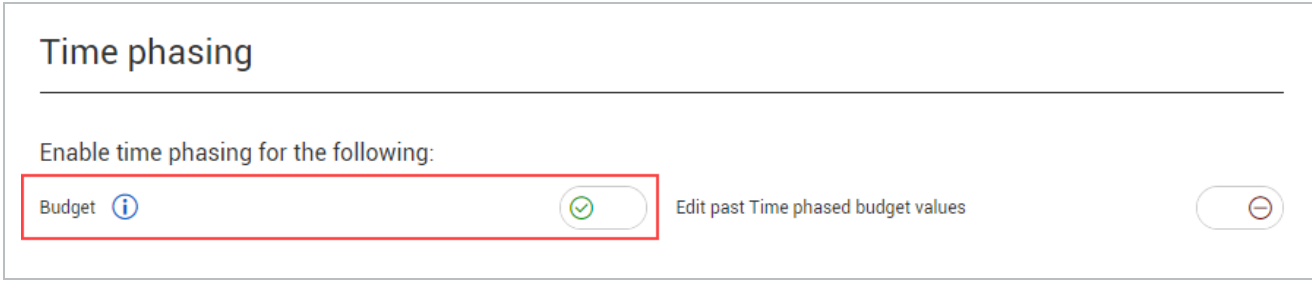 Time phasing
Enable time phasing for the following:
Budget
Edit past Time phased budget values